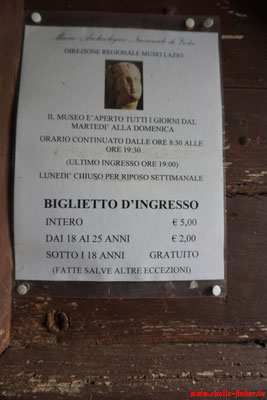 Museo Archeologico Nazionale di Vulci
DIREZIONE REGIONALE MUSEI LAZIO
IL MUSEO E'APERTO TUTTI I GIORNI DAL
MARTEDI' ALLA DOMENICA
ORARIO CONTINUATO DALLE ORE 8:30 ALLE
ORE 19:30
(ULTIMO INGRESSO ORE 19:00)
LUNEDI' CHIUSO PER RIPOSO SETTIMANALE
BIGLIETTO D'INGRESSO
INTERO € 5,00
DAI 18 AI 25 ANNI € 2,00
SOTTO I 18 ANNI GRATUITO
(FATTE SALVE ALTRE ECCEZIONI)